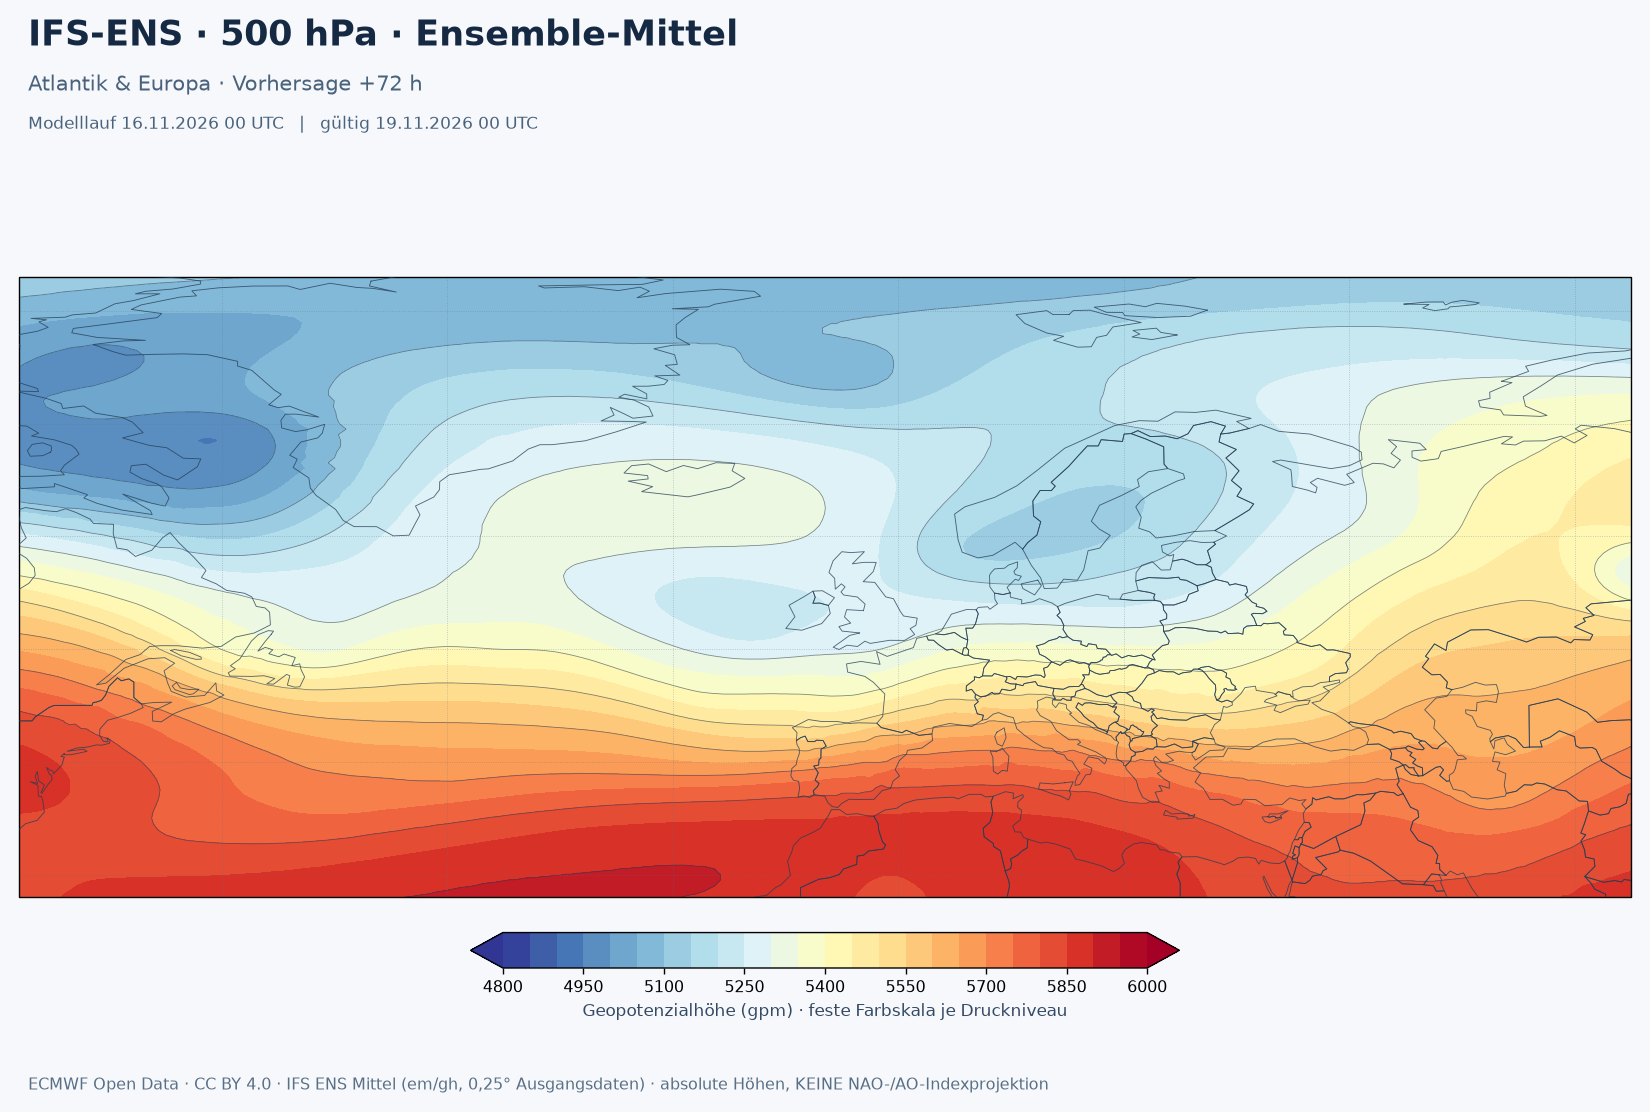 IFS-ENS · 500 hPa · Ensemble-Mittel
Atlantik & Europa · Vorhersage +72 h
Modelllauf 16.11.2026 00 UTC | gültig 19.11.2026 00 UTC
4800 4950 5100 5250 5400 5550 5700 5850 6000
Geopotenzialhöhe (gpm) · feste Farbskala je Druckniveau
ECMWF Open Data · CC BY 4.0 · IFS ENS Mittel (em/gh, 0,25° Ausgangsdaten) · absolute Höhen, KEINE NAO-/AO-Indexprojektion